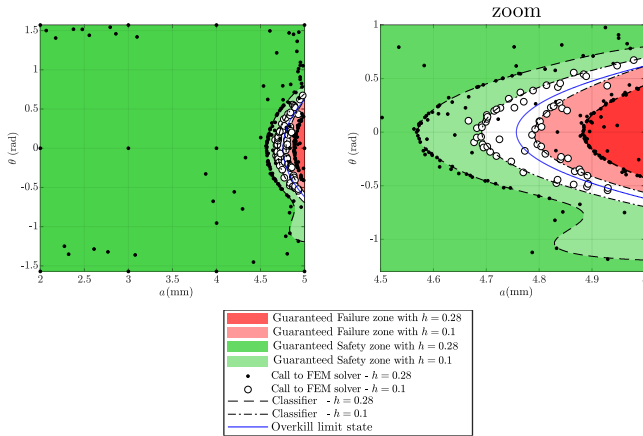 zoom
1.5
1
0.5
0
-0.5
-1
-1.5
θ (rad)
2 2.5 3 3.5 4 4.5 5
a(mm)
1
0.5
0
-0.5
-1
θ (rad)
4.5 4.6 4.7 4.8 4.9
a(mm)
Guaranteed Failure zone with h = 0.28
Guaranteed Failure zone with h = 0.1
Guaranteed Safety zone with h = 0.28
Guaranteed Safety zone with h = 0.1
Call to FEM solver - h = 0.28
Call to FEM solver - h = 0.1
Classifier - h = 0.28
Classifier - h = 0.1
Overkill limit state